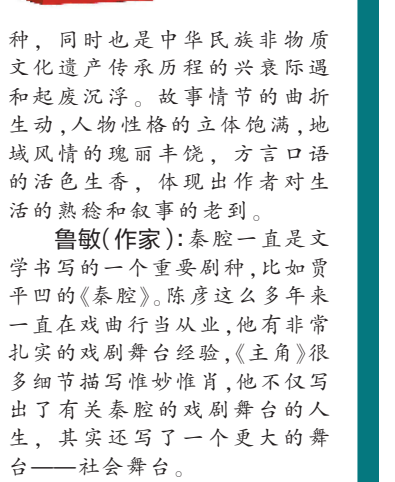 种，同时也是中华民族非物质
文化遗产传承历程的兴衰际遇
和起废沉浮。故事情节的曲折
生动,人物性格的立体饱满,地
域风情的瑰丽丰饶，方言口语
的活色生香，体现出作者对生
活的熟稔和叙事的老到。
鲁敏(作家):秦腔一直是文
学书写的一个重要剧种,比如贾
平凹的《秦腔》。陈彦这么多年来
一直在戏曲行当从业,他有非常
扎实的戏剧舞台经验,《主角》很
多细节描写惟妙惟肖,他不仅写
出了有关秦腔的戏剧舞台的人
生，其实还写了一个更大的舞
台——社会舞台。